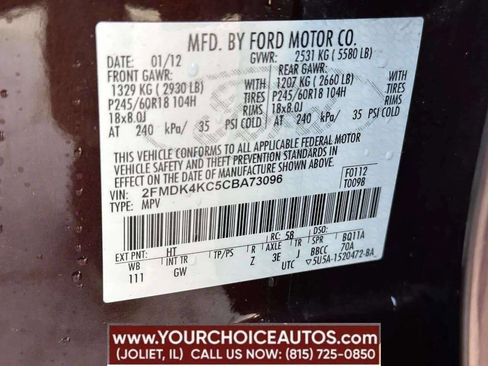 MFD. BY FORD MOTOR CO.
DATE: 01/12 GVWR: 2531 KG ( 5580 LB)
FRONT GAWR: REAR GAWR:
1329 KG ( 2930 LB) WITH 1207 KG ( 2660 LB) WITH
P245/60R18 104H TIRES P245/60R18 104H TIRES
18x8.0J RIMS 18x8.0J RIMS
AT 240 kPa/ 35 PSI COLD AT 240 kPa/ 35 PSI COLD
THIS VEHICLE CONFORMS TO ALL APPLICABLE FEDERAL MOTOR
VEHICLE SAFETY AND THEFT PREVENTION STANDARDS IN
EFFECT ON THE DATE OF MANUFACTURE SHOWN ABOVE.
VIN: 2FMDK4KC5CBA73096 F0112
TYPE: MPV T0098
EXT PNT: HT RC: 58 DSO:
WB INT TR TP/PS R AXLE TR SPR BQ11A
111 GW Z 3E J BBCC 70A
UTC 5U5A-1520472-BA
WWW.YOURCHOICEAUTOS.COM
(JOLIET, IL) CALL US NOW: (815) 725-0850